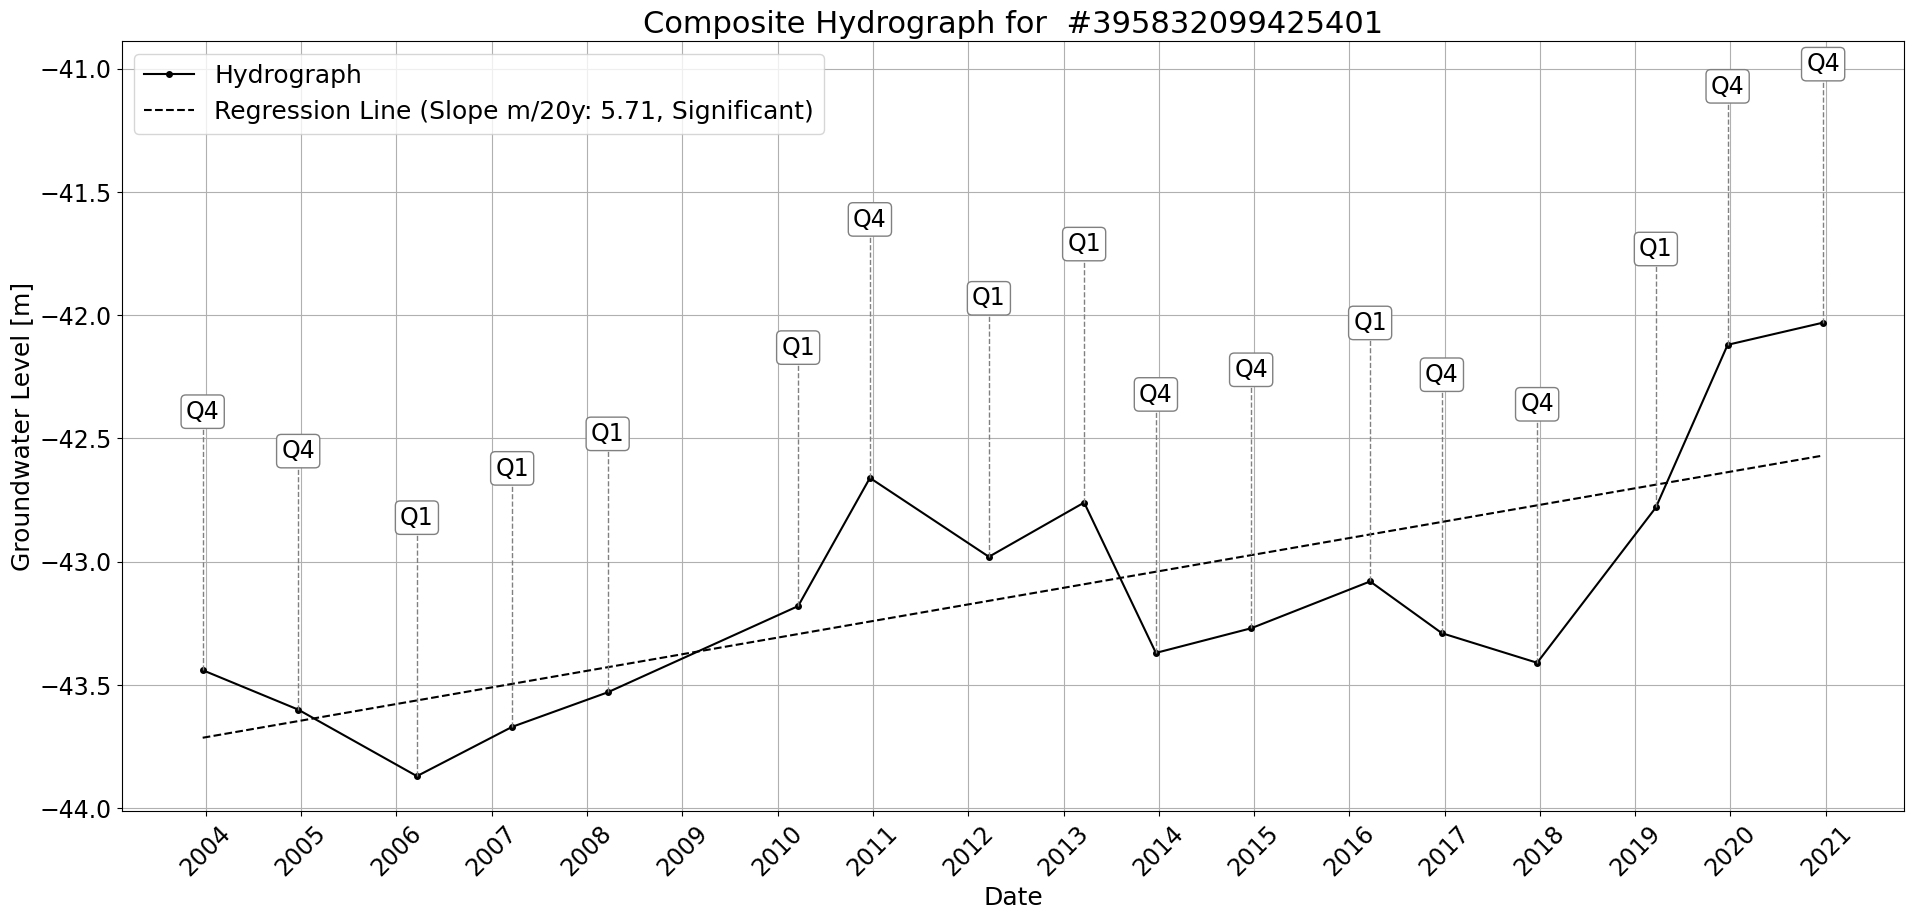 Composite Hydrograph for  #395832099425401
Hydrograph
Regression Line (Slope m/20y: 5.71, Significant)
Groundwater Level [m]
−41.0
−41.5
−42.0
−42.5
−43.0
−43.5
−44.0
Q4
Q4
Q1
Q1
Q1
Q1
Q4
Q1
Q1
Q4
Q4
Q1
Q4
Q4
Q1
Q4
Q4
2004
2005
2006
2007
2008
2009
2010
2011
2012
2013
2014
2015
2016
2017
2018
2019
2020
2021
Date